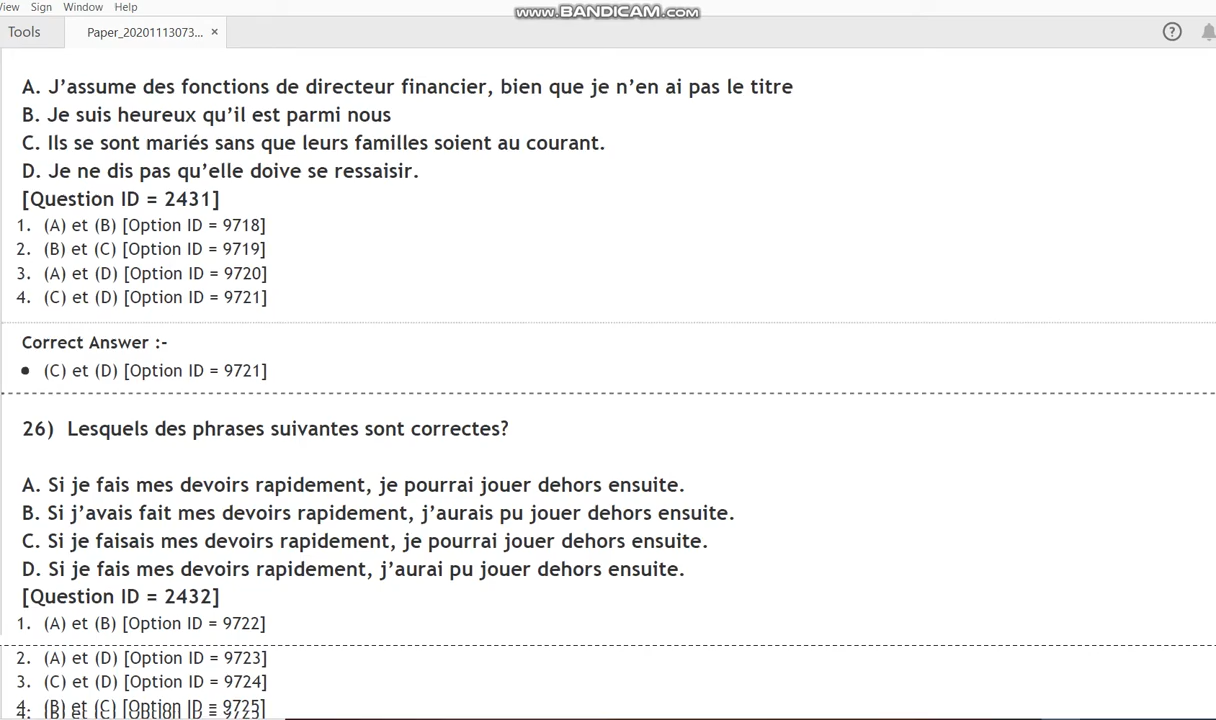 View Sign Window Help
www.BANDICAM.com
Tools
Paper_20201113073... ×
?
A. J’assume des fonctions de directeur financier, bien que je n’en ai pas le titre
B. Je suis heureux qu’il est parmi nous
C. Ils se sont mariés sans que leurs familles soient au courant.
D. Je ne dis pas qu’elle doive se ressaisir.
[Question ID = 2431]
1. (A) et (B) [Option ID = 9718]
2. (B) et (C) [Option ID = 9719]
3. (A) et (D) [Option ID = 9720]
4. (C) et (D) [Option ID = 9721]
Correct Answer :-
• (C) et (D) [Option ID = 9721]
26) Lesquels des phrases suivantes sont correctes?
A. Si je fais mes devoirs rapidement, je pourrai jouer dehors ensuite.
B. Si j’avais fait mes devoirs rapidement, j’aurais pu jouer dehors ensuite.
C. Si je faisais mes devoirs rapidement, je pourrai jouer dehors ensuite.
D. Si je fais mes devoirs rapidement, j’aurai pu jouer dehors ensuite.
[Question ID = 2432]
1. (A) et (B) [Option ID = 9722]
2. (A) et (D) [Option ID = 9723]
3. (C) et (D) [Option ID = 9724]
4. (B) et (C) [Option ID = 9725]